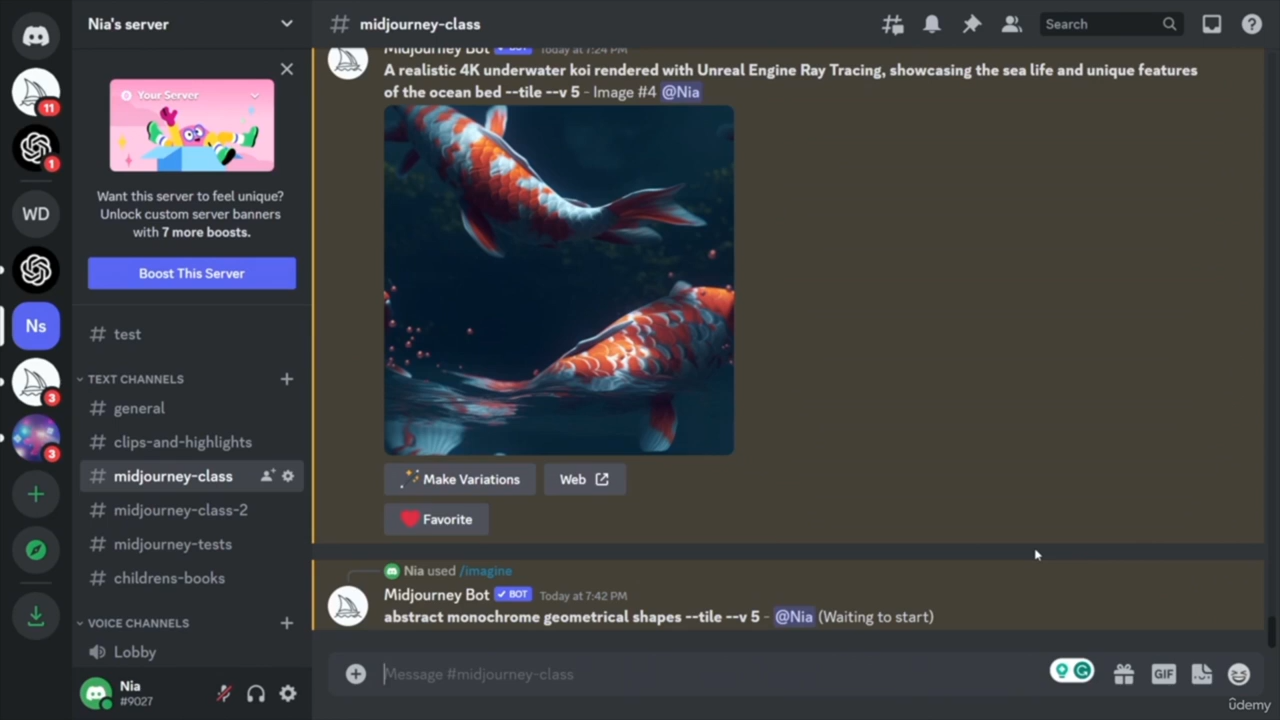 Nia's server
midjourney-class
Search
11
1
WD
Ns
3
3
Your Server
Want this server to feel unique?
Unlock custom server banners
with 7 more boosts.
Boost This Server
test
TEXT CHANNELS
general
clips-and-highlights
midjourney-class
midjourney-class-2
midjourney-tests
childrens-books
VOICE CHANNELS
Lobby
Nia
#9027
Midjourney Bot BOT Today at 7:24 PM
A realistic 4K underwater koi rendered with Unreal Engine Ray Tracing, showcasing the sea life and unique features
of the ocean bed --tile --v 5 - Image #4 @Nia
Make Variations
Web
Favorite
Nia used /imagine
Midjourney Bot BOT Today at 7:42 PM
abstract monochrome geometrical shapes --tile --v 5 - @Nia (Waiting to start)
Message #midjourney-class
GIF
ûdemy